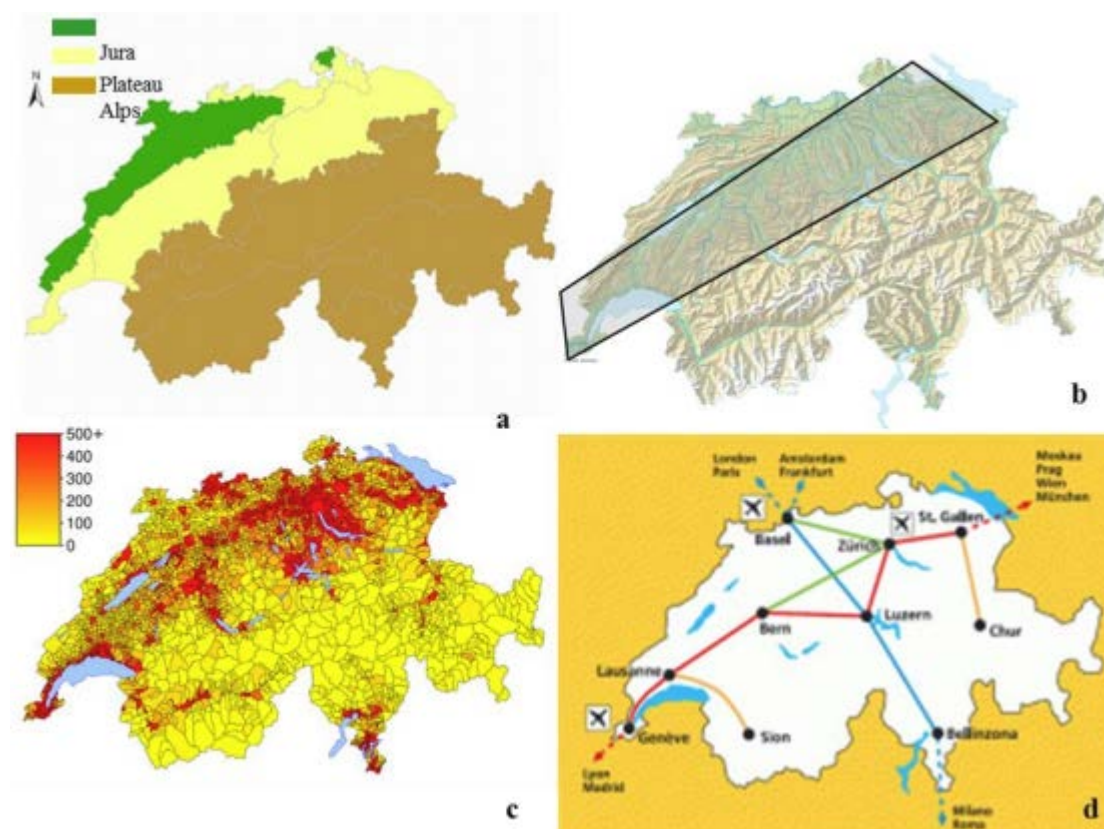 Jura
Plateau
Alps
N
a
b
500+
400
300
200
100
0
c
London
Paris
Amsterdam
Frankfurt
Moskau
Prag
Wien
München
Basel
Zürich
St. Gallen
Bern
Luzern
Chur
Lausanne
Genève
Sion
Bellinzona
Lyon
Madrid
Milano
Roma
d